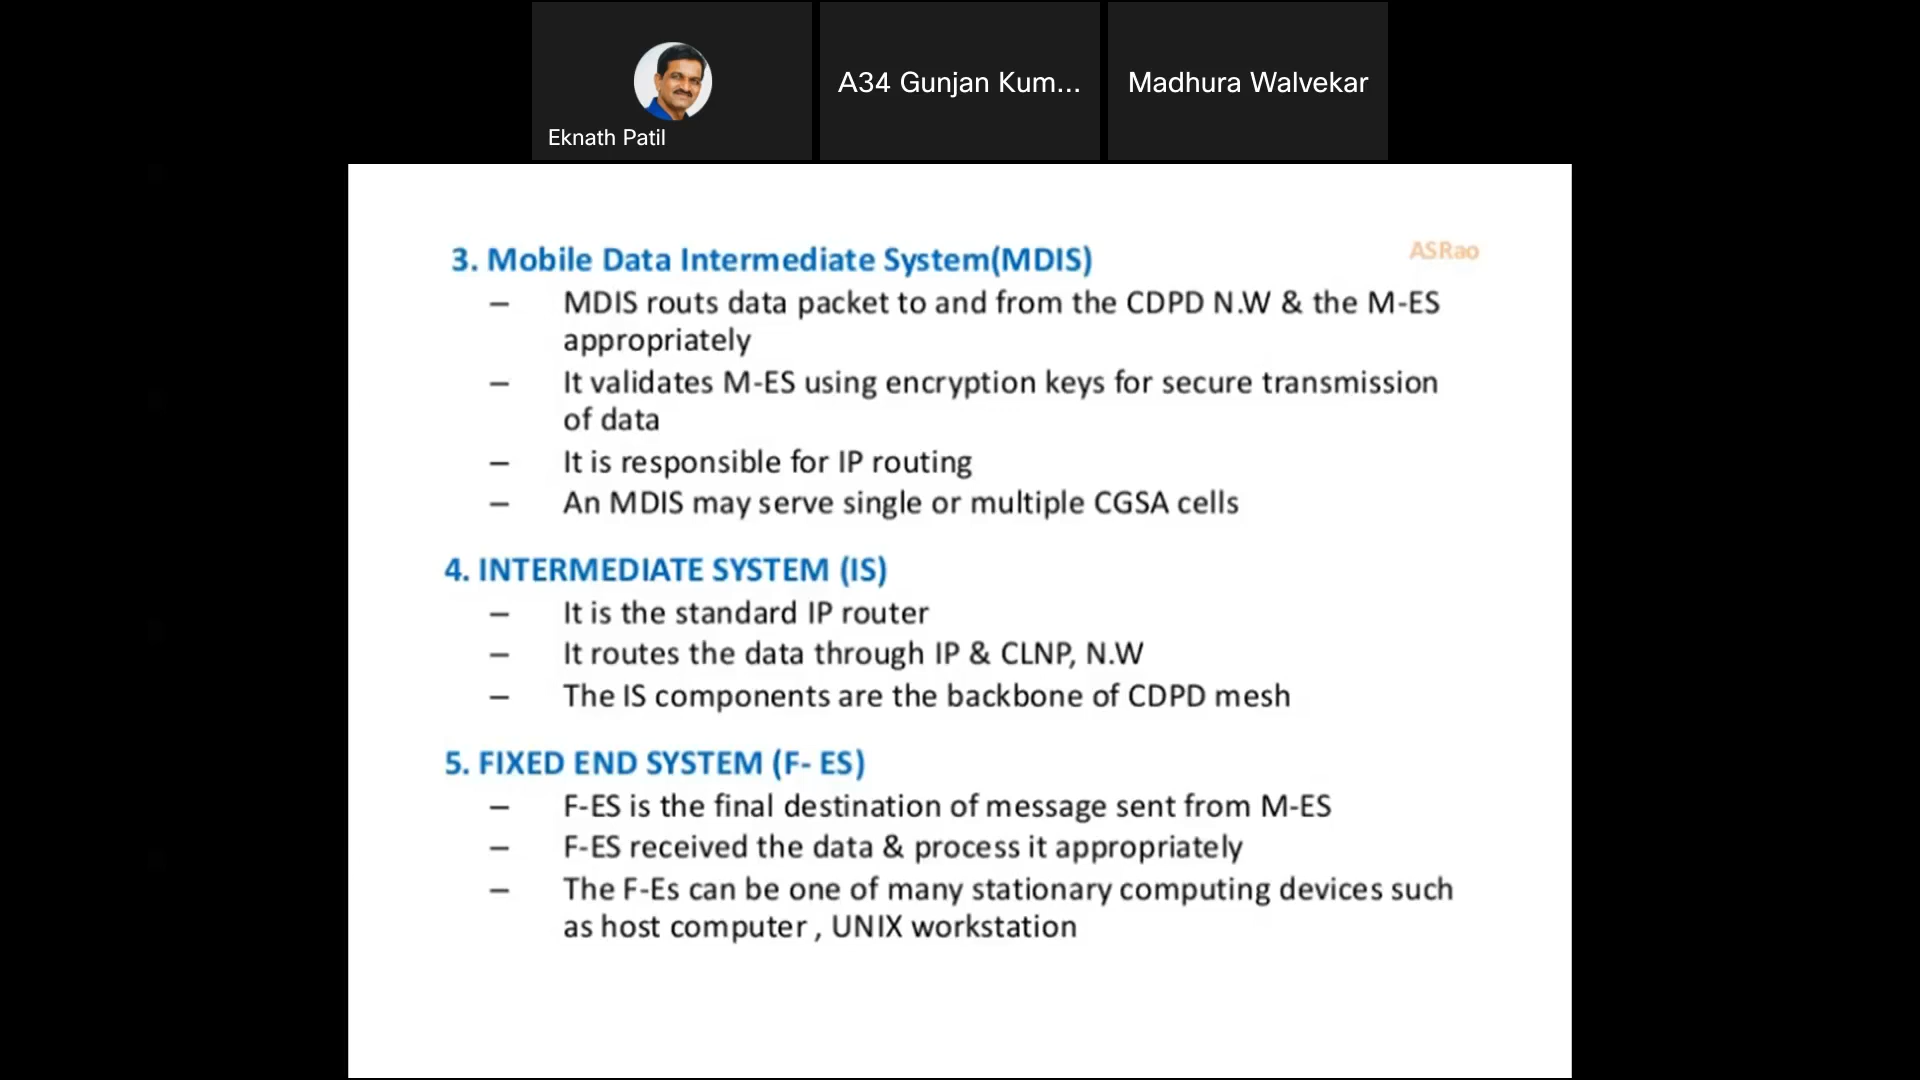 Eknath Patil
A34 Gunjan Kum...
Madhura Walvekar
ASRao
3. Mobile Data Intermediate System(MDIS)
– MDIS routs data packet to and from the CDPD N.W & the M-ES
appropriately
– It validates M-ES using encryption keys for secure transmission
of data
– It is responsible for IP routing
– An MDIS may serve single or multiple CGSA cells
4. INTERMEDIATE SYSTEM (IS)
– It is the standard IP router
– It routes the data through IP & CLNP, N.W
– The IS components are the backbone of CDPD mesh
5. FIXED END SYSTEM (F- ES)
– F-ES is the final destination of message sent from M-ES
– F-ES received the data & process it appropriately
– The F-Es can be one of many stationary computing devices such
as host computer , UNIX workstation